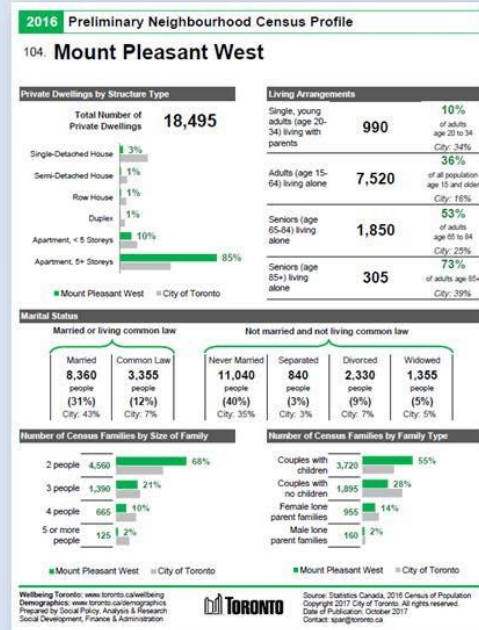 2016 Preliminary Neighbourhood Census Profile
104. Mount Pleasant West
Private Dwellings by Structure Type
Total Number of
Private Dwellings
18,495
Single-Detached House 3%
Semi-Detached House 1%
Row House 1%
Duplex 1%
Apartment, < 5 Storeys 10%
Apartment, 5+ Storeys 85%
Mount Pleasant West City of Toronto
Living Arrangements
Single, young
adults (age 20-
34) living with
parents
990
10%
of adults
age 20 to 34
City: 34%
Adults (age 15-
64) living alone
7,520
36%
of all population
age 15 and older
City: 16%
Seniors (age
65-84) living
alone
1,850
53%
of adults
age 65 to 84
City: 25%
Seniors (age
85+) living
alone
305
73%
of adults age 85+
City: 39%
Marital Status
Married or living common law
Not married and not living common law
Married Common Law Never Married Separated Divorced Widowed
8,360 3,355 11,040 840 2,330 1,355
people people people people people people
(31%) (12%) (40%) (3%) (9%) (5%)
City: 43% City: 7% City: 35% City: 3% City: 7% City: 5%
Number of Census Families by Size of Family
2 people 4,560 68%
3 people 1,390 21%
4 people 665 10%
5 or more
people
125 2%
Mount Pleasant West City of Toronto
Number of Census Families by Family Type
Couples with
children
3,720 55%
Couples with
no children
1,895 28%
Female lone
parent families
955 14%
Male lone
parent families
160 2%
Mount Pleasant West City of Toronto
Wellbeing Toronto: www.toronto.ca/wellbeing
Demographics: www.toronto.ca/demographics
Prepared by Social Policy, Analysis & Research
Social Development, Finance & Administration
TORONTO
Source: Statistics Canada, 2016 Census of Population
Copyright 2017 City of Toronto. All rights reserved.
Date of Publication: October 2017
Contact: spar@toronto.ca